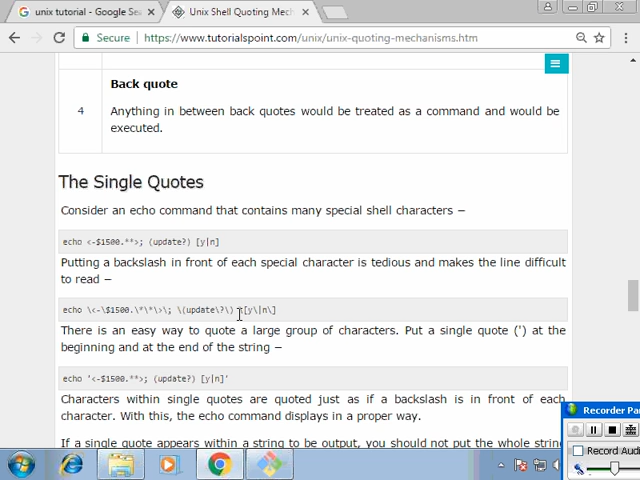 unix tutorial - Google Sea
Unix Shell Quoting Mech
Secure
https://www.tutorialspoint.com/unix/unix-quoting-mechanisms.htm
Back quote
4
Anything in between back quotes would be treated as a command and would be
executed.
The Single Quotes
Consider an echo command that contains many special shell characters −
echo <-$1500.**>; (update?) [y|n]
Putting a backslash in front of each special character is tedious and makes the line difficult
to read −
echo \<-\$1500.\*\*\>\; \(update\?\) \[y\|n\]
There is an easy way to quote a large group of characters. Put a single quote (') at the
beginning and at the end of the string −
echo '<-$1500.**>; (update?) [y|n]'
Characters within single quotes are quoted just as if a backslash is in front of each
character. With this, the echo command displays in a proper way.
If a single quote appears within a string to be output, you should not put the whole string
Recorder Pa
Record Audi